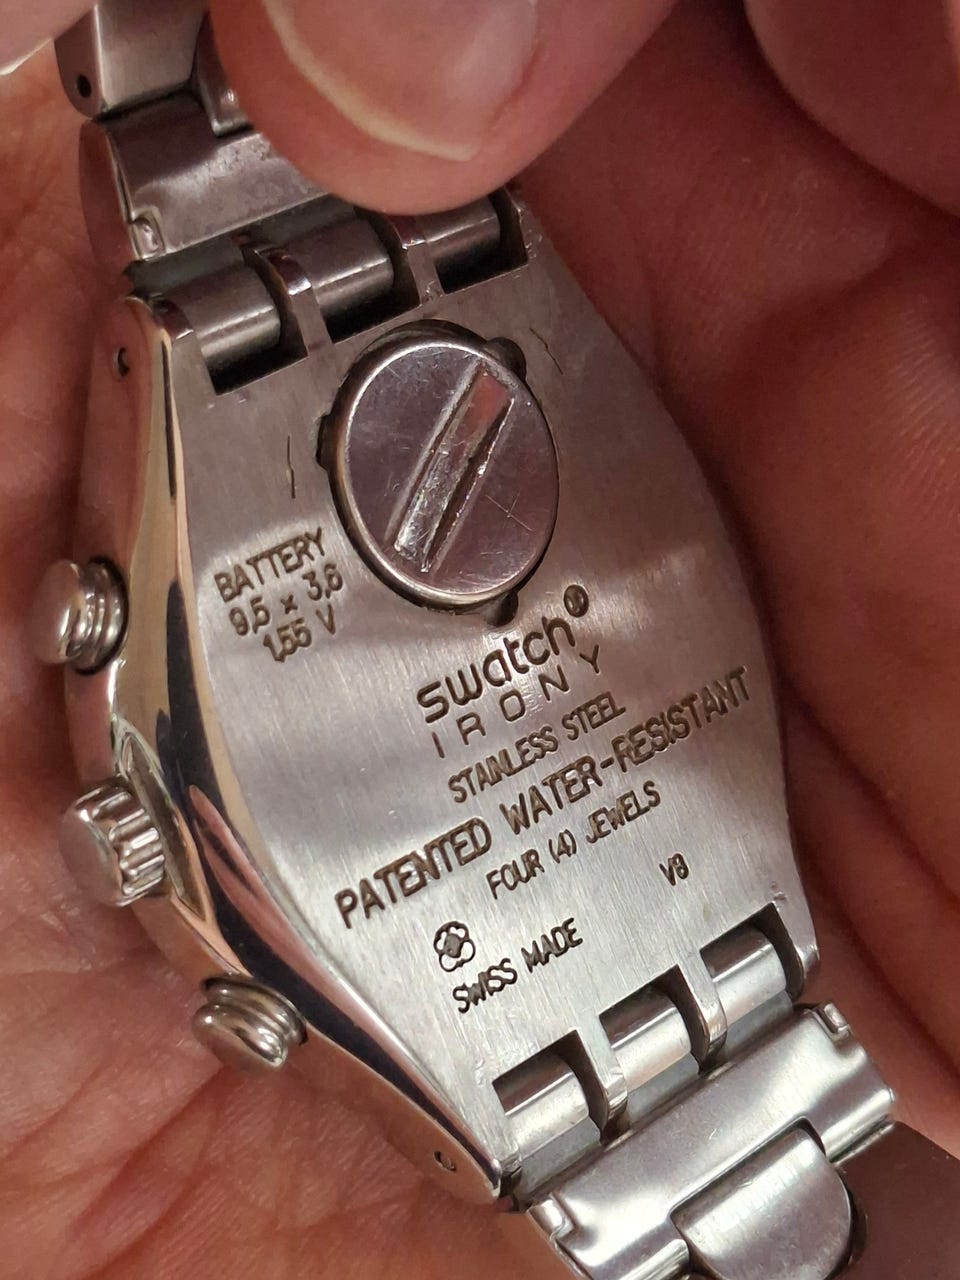 BATTERY
9,5 x 3,6
1,55 V
swatch
IRONY
STAINLESS STEEL
PATENTED WATER-RESISTANT
FOUR (4) JEWELS
V8
SWISS MADE